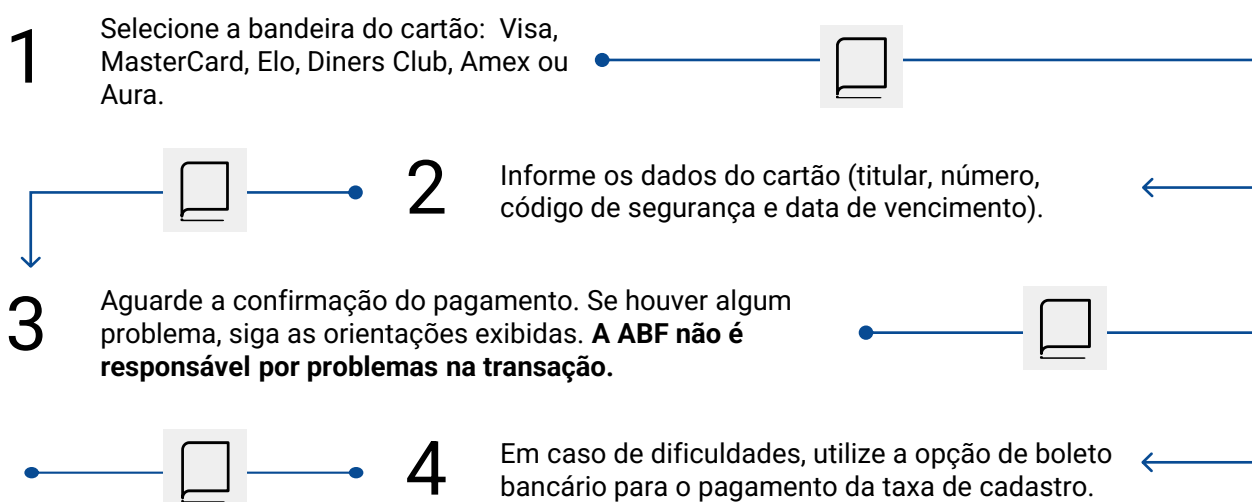 1
Selecione a bandeira do cartão: Visa,
MasterCard, Elo, Diners Club, Amex ou
Aura.
2
Informe os dados do cartão (titular, número,
código de segurança e data de vencimento).
3
Aguarde a confirmação do pagamento. Se houver algum
problema, siga as orientações exibidas. A ABF não é
responsável por problemas na transação.
4
Em caso de dificuldades, utilize a opção de boleto
bancário para o pagamento da taxa de cadastro.